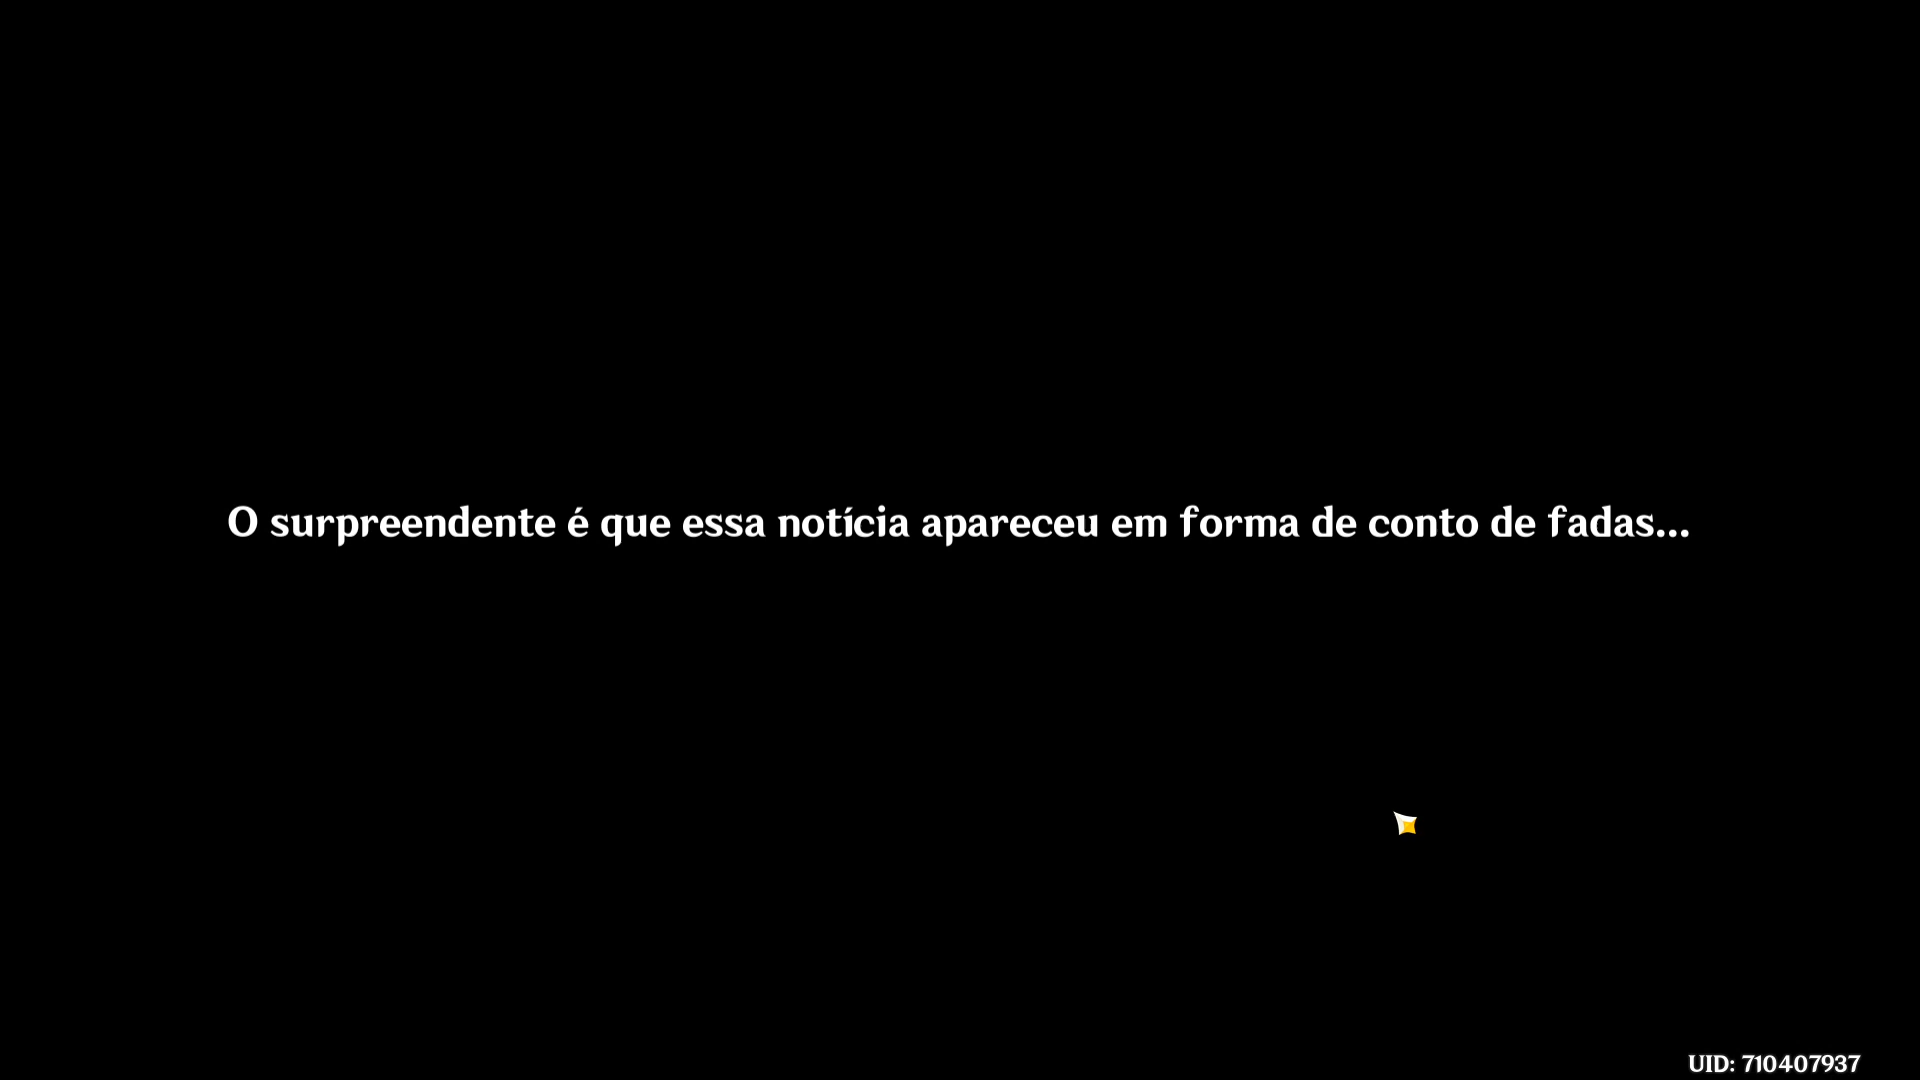 O surpreendente é que essa notícia apareceu em forma de conto de fadas...
UID: 710407937